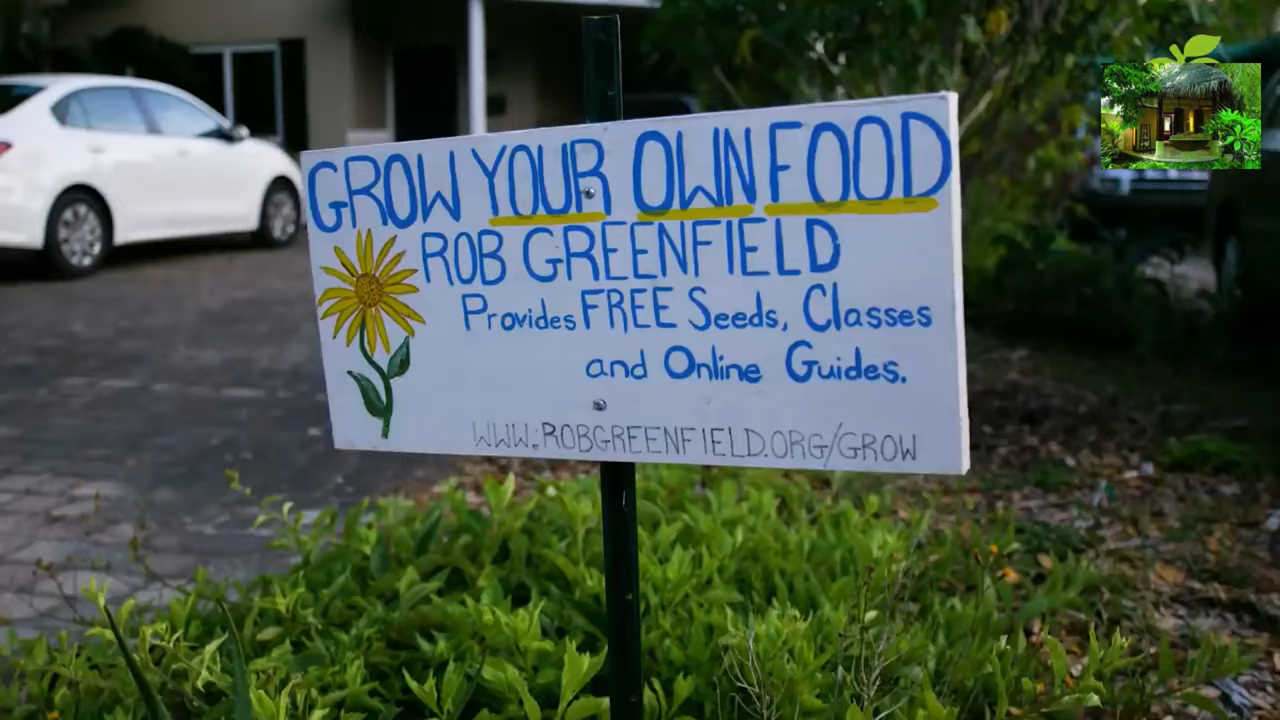 GROW YOUR OWN FOOD
ROB GREENFIELD
Provides FREE Seeds, Classes
and Online Guides.
WWW.ROBGREENFIELD.ORG/GROW